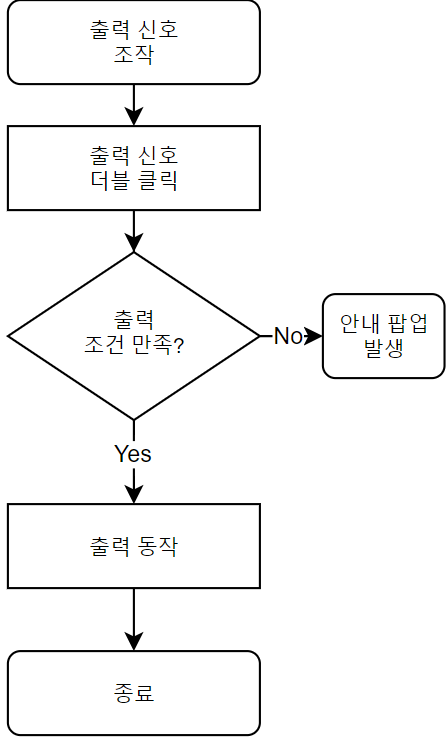 출력 신호
조작
출력 신호
더블 클릭
출력
조건 만족?
No
안내 팝업
발생
Yes
출력 동작
종료